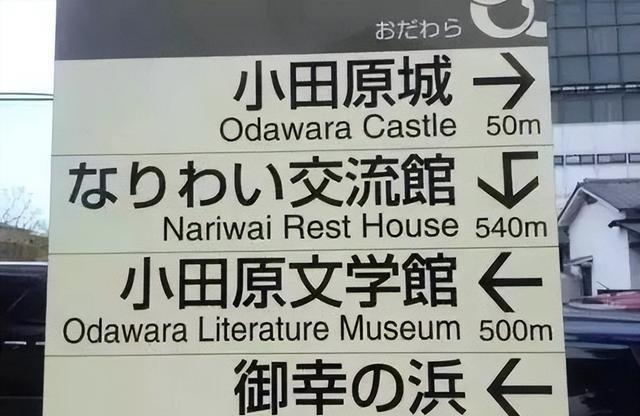 おだわら
小田原城 →
Odawara Castle 50m
なりわい交流館
Nariwai Rest House 540m
小田原文学館 ←
Odawara Literature Museum 500m
御幸の浜 ←